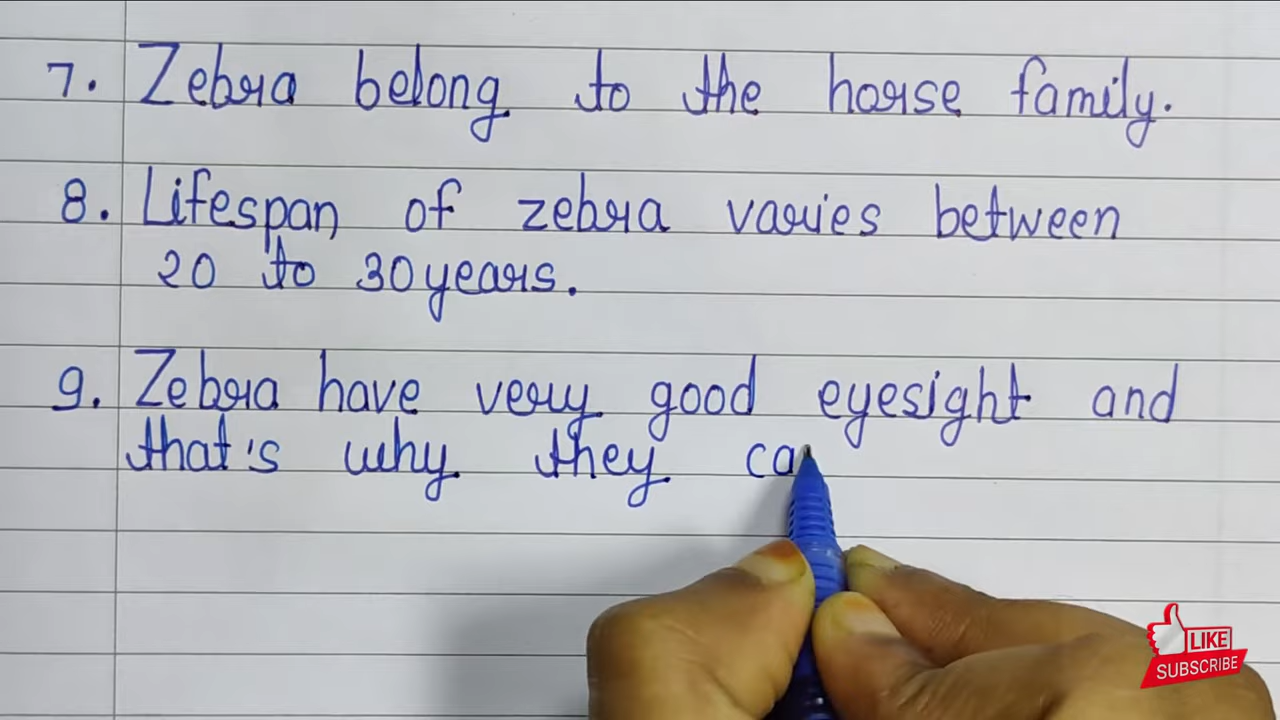 7. Zebra belong to the horse family.
8. Lifespan of zebra varies between
20 to 30 years.
9. Zebra have very good eyesight and
that's why they ca
LIKE
SUBSCRIBE